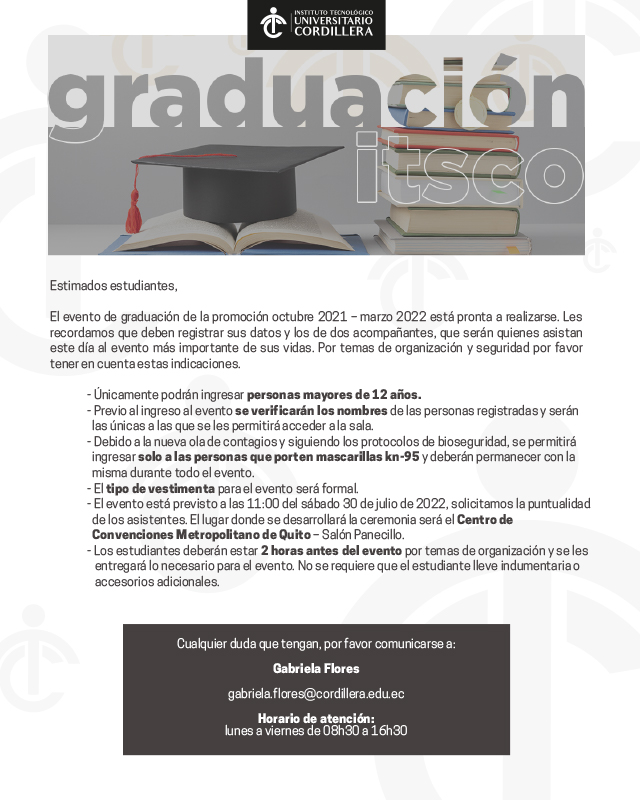 INSTITUTO TECNOLÓGICO
UNIVERSITARIO
CORDILLERA
graduación
itsco
Estimados estudiantes,
El evento de graduación de la promoción octubre 2021 – marzo 2022 está pronta a realizarse. Les
recordamos que deben registrar sus datos y los de dos acompañantes, que serán quienes asistan
este día al evento más importante de sus vidas. Por temas de organización y seguridad por favor
tener en cuenta estas indicaciones.
- Únicamente podrán ingresar personas mayores de 12 años.
- Previo al ingreso al evento se verificarán los nombres de las personas registradas y serán
las únicas a las que se les permitirá acceder a la sala.
- Debido a la nueva ola de contagios y siguiendo los protocolos de bioseguridad, se permitirá
ingresar solo a las personas que porten mascarillas kn-95 y deberán permanecer con la
misma durante todo el evento.
- El tipo de vestimenta para el evento será formal.
- El evento está previsto a las 11:00 del sábado 30 de julio de 2022, solicitamos la puntualidad
de los asistentes. El lugar donde se desarrollará la ceremonia será el Centro de
Convenciones Metropolitano de Quito – Salón Panecillo.
- Los estudiantes deberán estar 2 horas antes del evento por temas de organización y se les
entregará lo necesario para el evento. No se requiere que el estudiante lleve indumentaria o
accesorios adicionales.
Cualquier duda que tengan, por favor comunicarse a:
Gabriela Flores
gabriela.flores@cordillera.edu.ec
Horario de atención:
lunes a viernes de 08h30 a 16h30